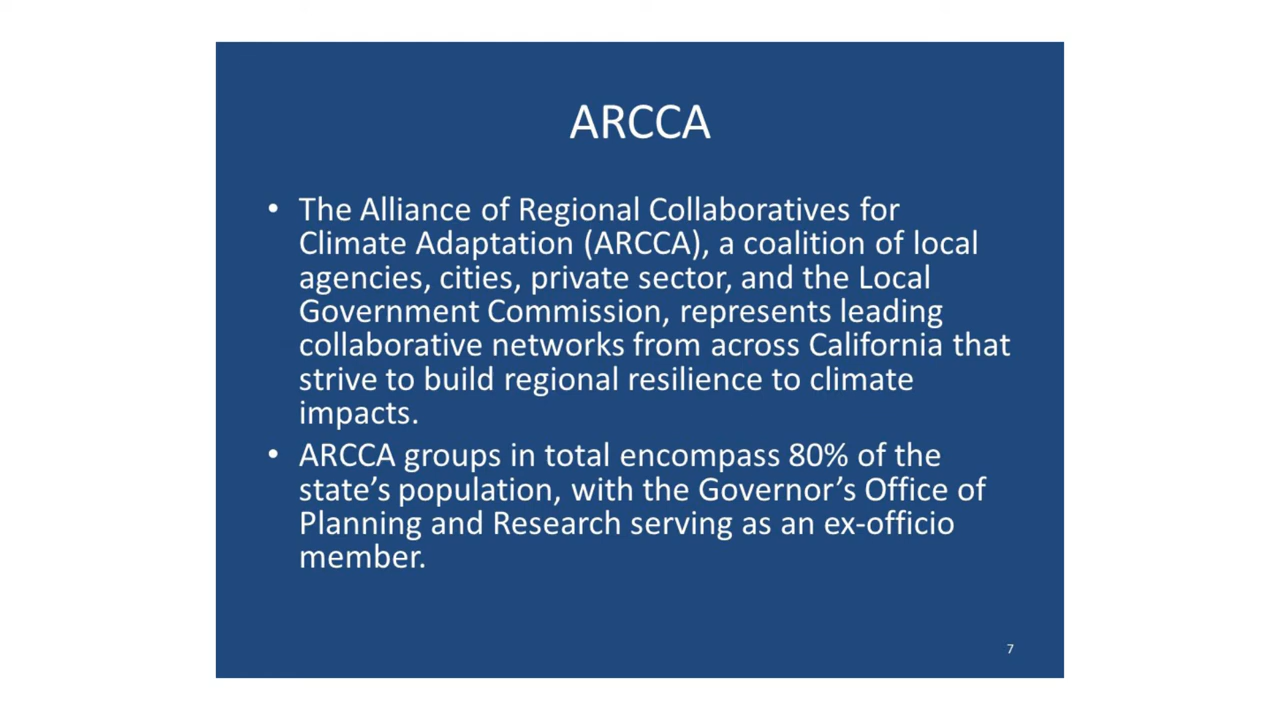 ARCCA
• The Alliance of Regional Collaboratives for
Climate Adaptation (ARCCA), a coalition of local
agencies, cities, private sector, and the Local
Government Commission, represents leading
collaborative networks from across California that
strive to build regional resilience to climate
impacts.
• ARCCA groups in total encompass 80% of the
state’s population, with the Governor’s Office of
Planning and Research serving as an ex-officio
member.
7